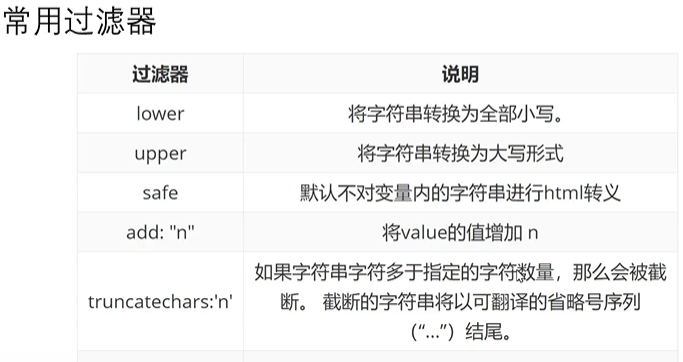 常用过滤器
过滤器 说明
lower 将字符串转换为全部小写。
upper 将字符串转换为大写形式
safe 默认不对变量内的字符串进行html转义
add: "n" 将value的值增加 n
如果字符串字符多于指定的字符数量，那么会被截
truncatechars:'n' 断。 截断的字符串将以可翻译的省略号序列
（“...”）结尾。